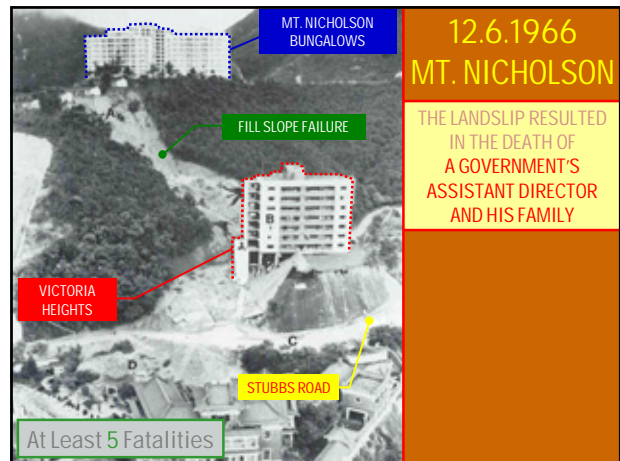 MT. NICHOLSON
BUNGALOWS
12.6.1966
MT. NICHOLSON
THE LANDSLIP RESULTED
IN THE DEATH OF
A GOVERNMENT'S
ASSISTANT DIRECTOR
AND HIS FAMILY
A
FILL SLOPE FAILURE
B
VICTORIA
HEIGHTS
C
D
STUBBS ROAD
At Least 5 Fatalities